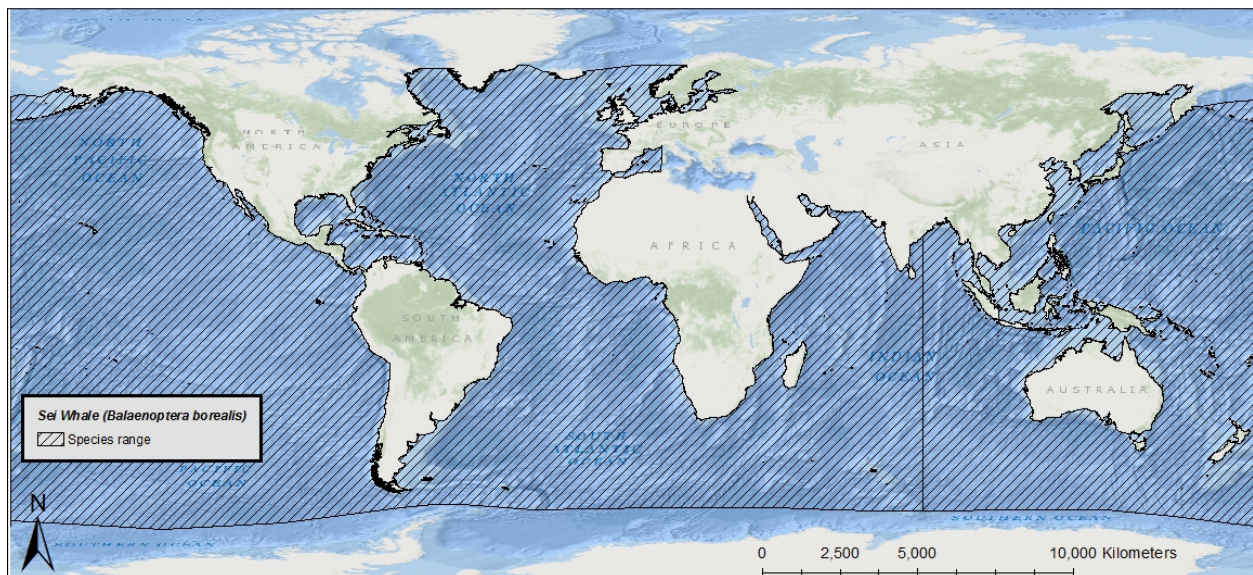 NORTH
PACIFIC
OCEAN
NORTH
AMERICA
NORTH
ATLANTIC
OCEAN
EUROPE
ASIA
AFRICA
PACIFIC OCEAN
SOUTH
AMERICA
INDIAN
OCEAN
AUSTRALIA
Sei Whale (Balaenoptera borealis)
Species range
SOUTH
ATLANTIC
OCEAN
PACIFIC
OCEAN
N
SOUTHERN OCEAN
SOUTHERN OCEAN
0 2,500 5,000 10,000 Kilometers